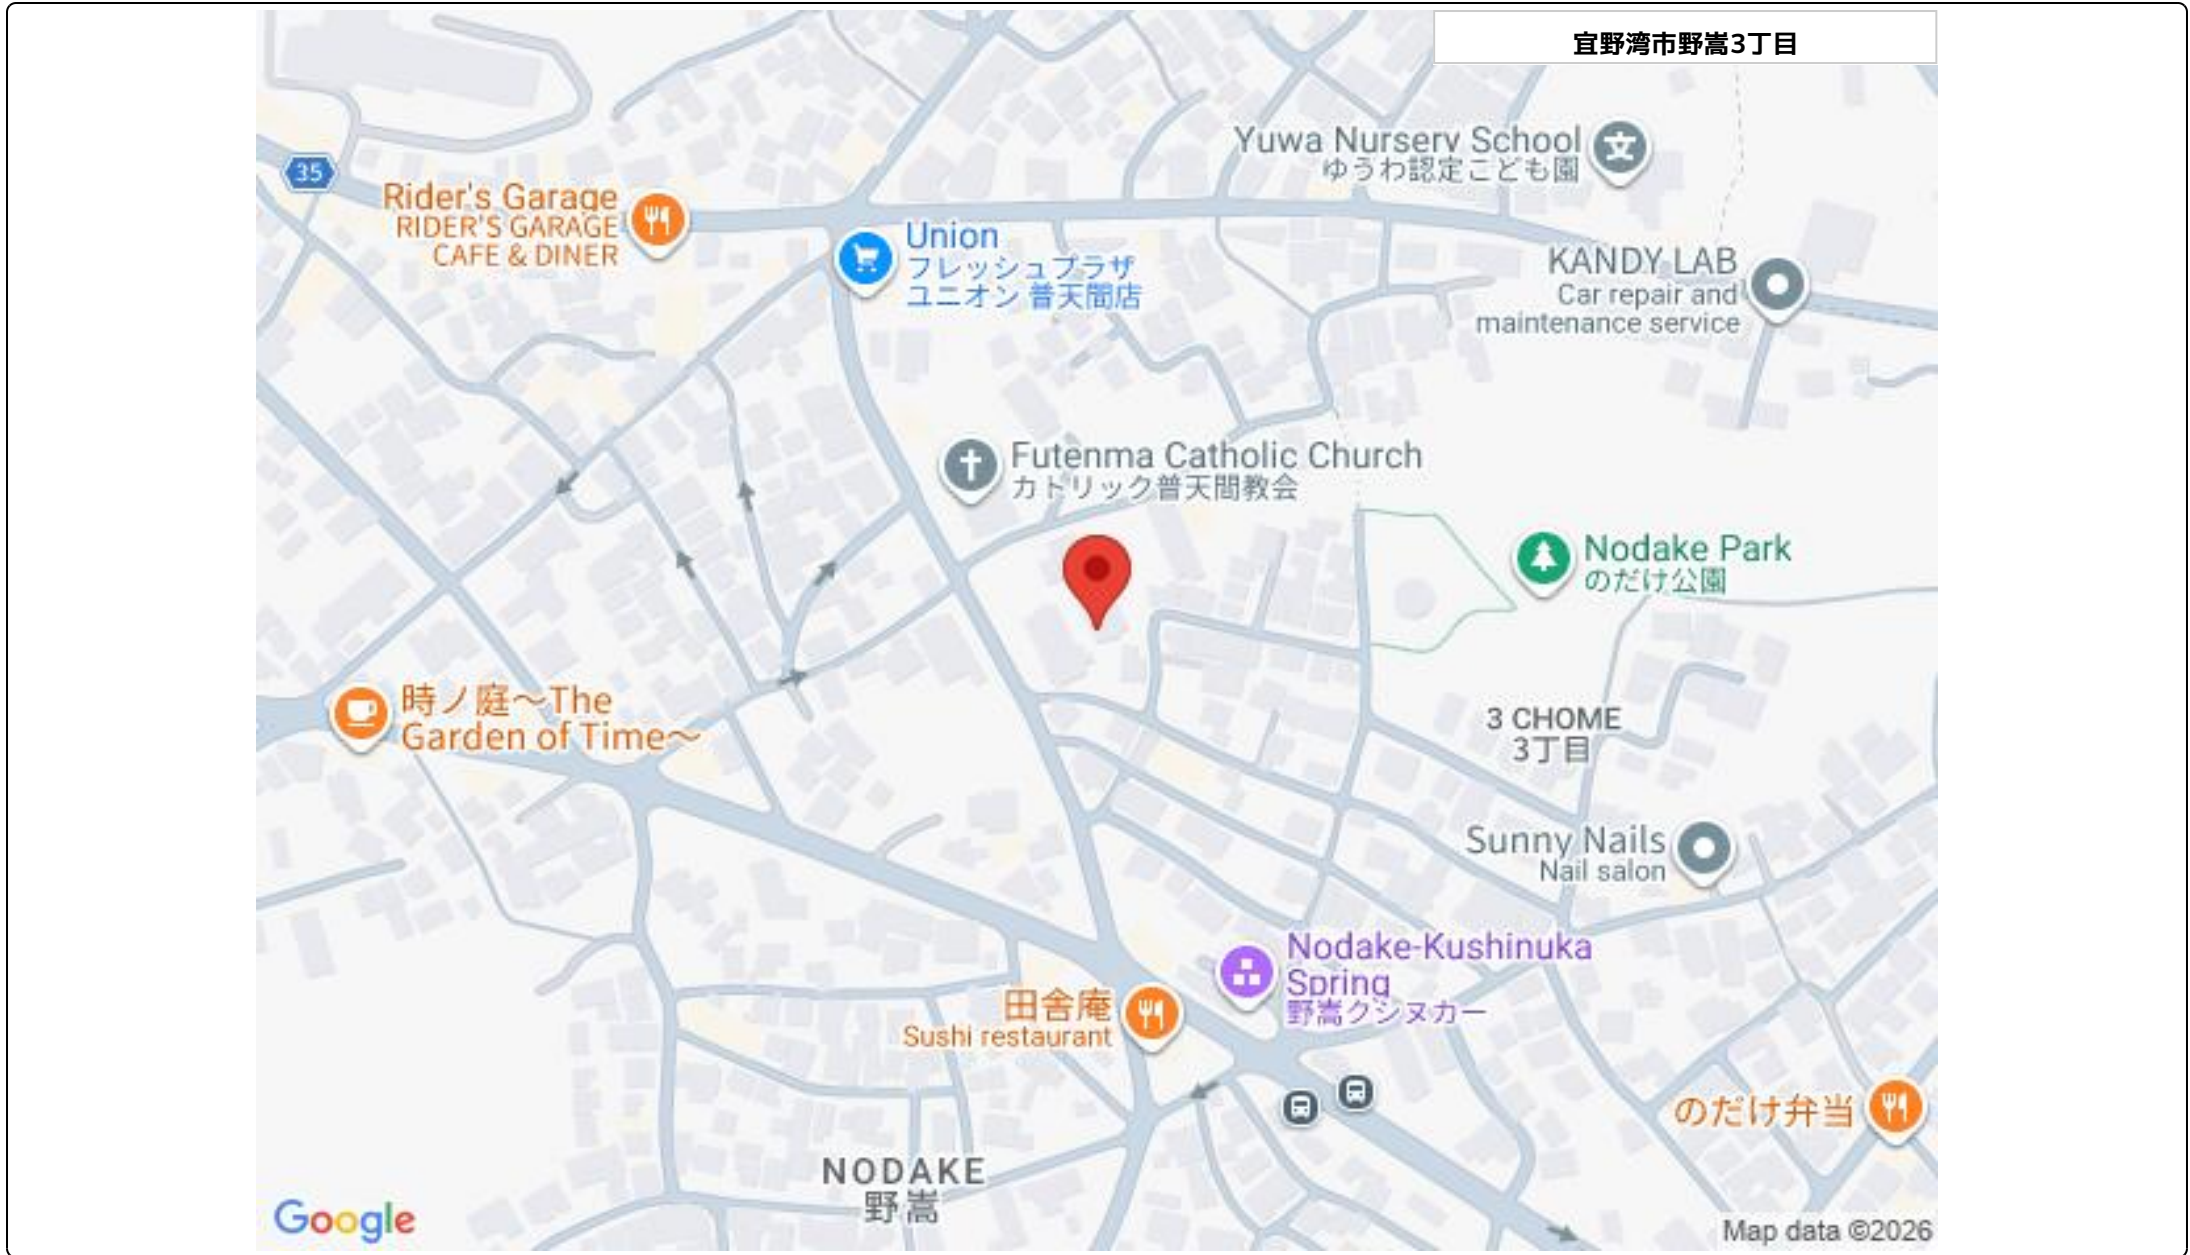 宜野湾市野嵩3丁目
Yuwa Nursery School
ゆうわ認定こども園
35
Rider's Garage
RIDER'S GARAGE
CAFE & DINER
Union
フレッシュプラザ
ユニオン 普天間店
KANDY LAB
Car repair and
maintenance service
Futenma Catholic Church
カトリック普天間教会
Nodake Park
のだけ公園
時ノ庭～The
Garden of Time～
3 CHOME
3丁目
Sunny Nails
Nail salon
Nodake-Kushinuka
Spring
野嵩クシヌカー
田舎庵
Sushi restaurant
のだけ弁当
NODAKE
野嵩
Google
Map data ©2026